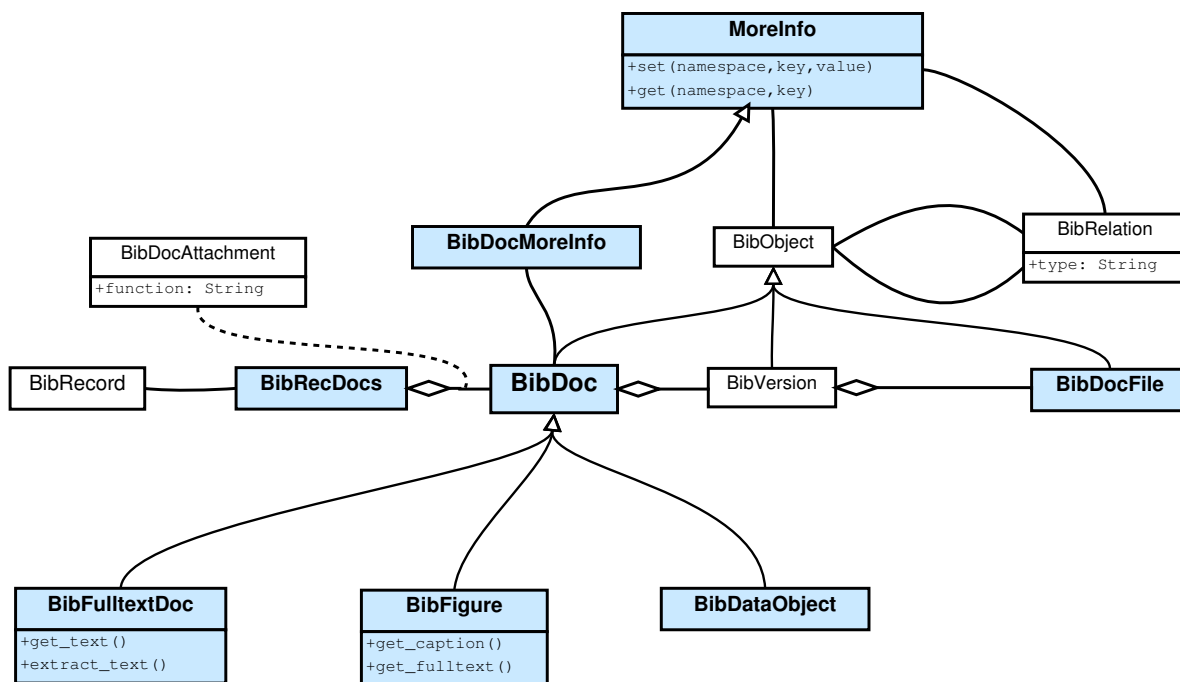 MoreInfo
+set(namespace,key,value)
+get(namespace,key)
BibDocMoreInfo
BibObject
BibRelation
+type: String
BibDocAttachment
+function: String
BibRecord
BibRecDocs
BibDoc
BibVersion
BibDocFile
BibFulltextDoc
+get_text()
+extract_text()
BibFigure
+get_caption()
+get_fulltext()
BibDataObject